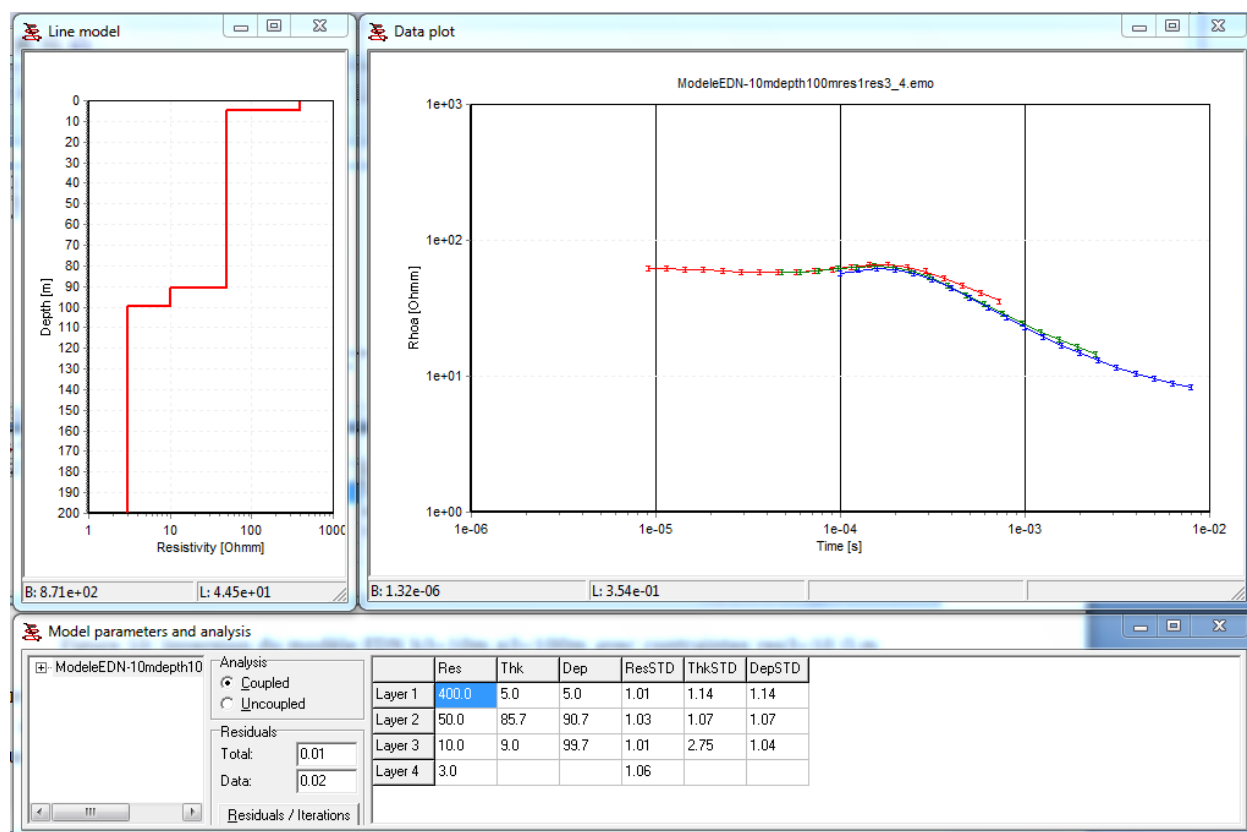 Line model
0
10
20
30
40
50
60
70
80
90
100
110
120
130
140
150
160
170
180
190
200
Depth [m]
1 10 100 1000
Resistivity [Ohmm]
B: 8.71e+02 L: 4.45e+01
Data plot
ModeleEDN-10mdepth100mres1res3_4.emo
1e+03
1e+02
1e+01
1e+00
Rhoa [Ohmm]
1e-06 1e-05 1e-04 1e-03 1e-02
Time [s]
B: 1.32e-06 L: 3.54e-01
Model parameters and analysis
ModeleEDN-10mdepth10
Analysis
Coupled
Uncoupled
Residuals
Total: 0.01
Data: 0.02
Residuals / Iterations
Res Thk Dep ResSTD ThkSTD DepSTD
Layer 1 400.0 5.0 5.0 1.01 1.14 1.14
Layer 2 50.0 85.7 90.7 1.03 1.07 1.07
Layer 3 10.0 9.0 99.7 1.01 2.75 1.04
Layer 4 3.0 1.06